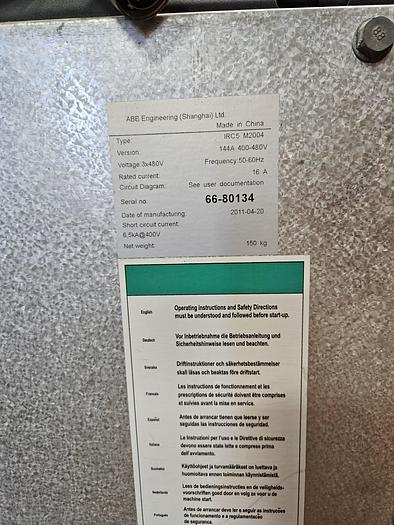 ABB Engineering (Shanghai) Ltd
Made in China
Type: IRC5 M2004
Version: 144A 400-480V
Voltage:3x480V Frequency:50-60Hz
Rated current: 16 A
Circuit Diagram: See user documentation
Serial no: 66-80134
Date of manufacturing: 2011-04-20
Short circuit current:
6,5kA@400V
Net weight: 150 kg
English Operating instructions and Safety Directions
must be understood and followed before start-up.
Deutsch Vor Inbetriebnahme die Betriebsanleitung und
Sicherheitshinweise lesen und beachten.
Svenska Driftinstruktioner och säkerhetsbestämmelser
skall läsas och beaktas före driftstart.
Francais Les instructions de fonctionnement et les
prescriptions de sécurité doivent être comprises
et suivies avant la mise en service.
Español Antes de arrancar tienen que leerse y ser
seguidas las instrucciones de seguridad.
Italiano Le Instruzioni per l'uso e le Direttive di sicurezza
devono essere state lette e comprese prima
dell'avviamento.
Suomeksi Käyttöohjeet ja turvamääräkset on luettava ja
huomioitava ennen toiminnan käynnistämistä.
Nederlands Lees de bedieningsinstructies en de veiligheids-
voorschriften goed door en volg ze voor u de
machine start.
Português Antes de arrancar deve ler e seguir as instruções
de funcionamento e a regulamentacão
de segurança.